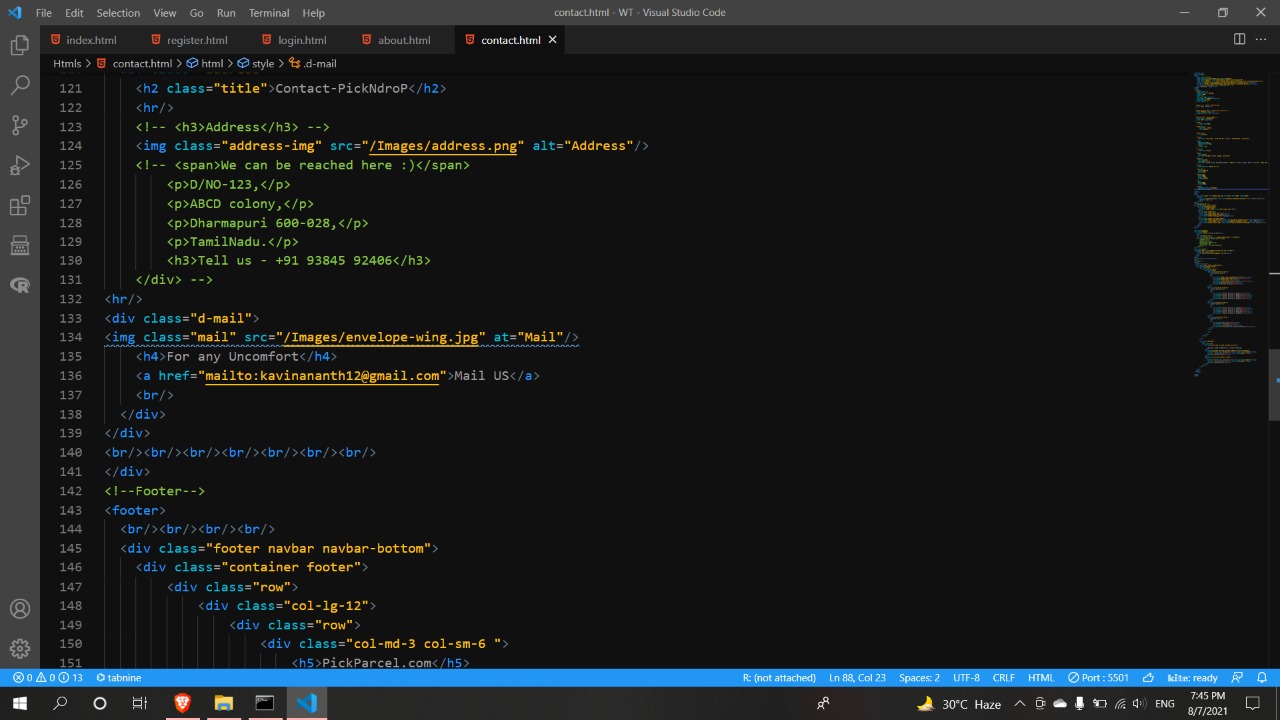 File Edit Selection View Go Run Terminal Help contact.html - WT - Visual Studio Code
index.html register.html login.html about.html contact.html
Htmls > contact.html > html > style > .d-mail
121 <h2 class="title">Contact-PickNdroP</h2>
122 <hr/>
123 <!-- <h3>Address</h3> -->
124 <img class="address-img" src="/Images/address.png" alt="Address"/>
125 <!-- <span>We can be reached here :)</span>
126 <p>D/NO-123,</p>
127 <p>ABCD colony,</p>
128 <p>Dharmapuri 600-028,</p>
129 <p>TamilNadu.</p>
130 <h3>Tell us - +91 93845 92406</h3>
131 </div> -->
132 <hr/>
133 <div class="d-mail">
134 <img class="mail" src="/Images/envelope-wing.jpg" at="Mail"/>
135 <h4>For any Uncomfort</h4>
136 <a href="mailto:kavinananth12@gmail.com">Mail US</a>
137 <br/>
138 </div>
139 </div>
140 <br/><br/><br/><br/><br/><br/><br/>
141 </div>
142 <!--Footer-->
143 <footer>
144 <br/><br/><br/><br/>
145 <div class="footer navbar navbar-bottom">
146 <div class="container footer">
147 <div class="row">
148 <div class="col-lg-12">
149 <div class="row">
150 <div class="col-md-3 col-sm-6 ">
151 <h5>PickParcel.com</h5>
0 0 13 tabnine R: (not attached) Ln 88, Col 23 Spaces: 2 UTF-8 CRLF HTML Port : 5501 kite: ready
30°C Haze ENG 7:45 PM
8/7/2021